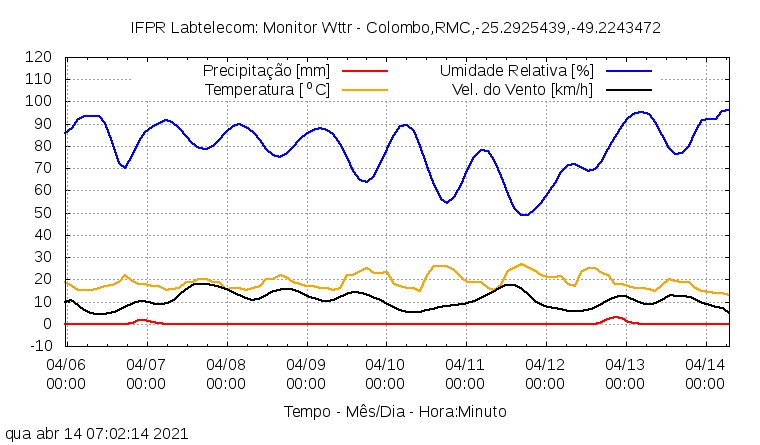 IFPR Labtelecom: Monitor Wttr - Colombo,RMC,-25.2925439,-49.2243472
Precipitação [mm] Umidade Relativa [%]
Temperatura [ ⁰C] Vel. do Vento [km/h]
120
110
100
90
80
70
60
50
40
30
20
10
0
-10
04/06 04/07 04/08 04/09 04/10 04/11 04/12 04/13 04/14
00:00 00:00 00:00 00:00 00:00 00:00 00:00 00:00 00:00
Tempo - Mês/Dia - Hora:Minuto
qua abr 14 07:02:14 2021